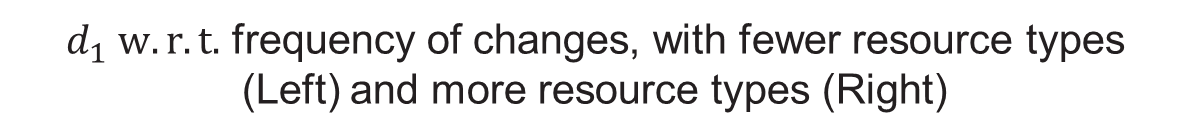 d₁ w.r.t. frequency of changes, with fewer resource types
(Left) and more resource types (Right)